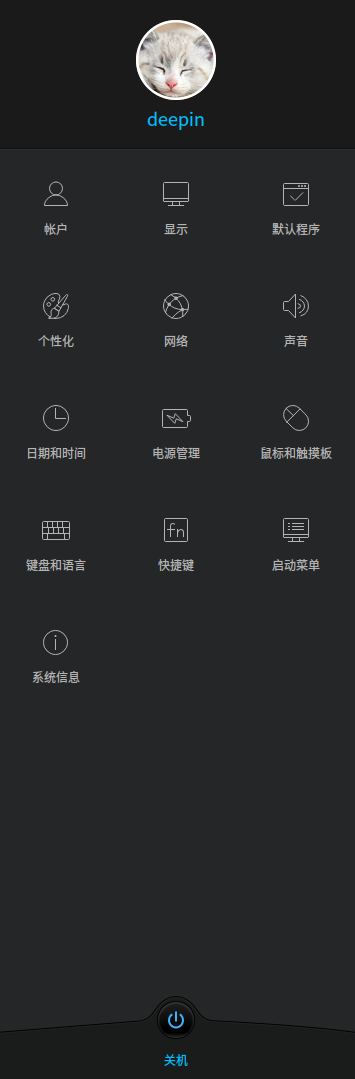 deepin
帐户
显示
默认程序
个性化
网络
声音
日期和时间
电源管理
鼠标和触摸板
fn
键盘和语言
快捷键
启动菜单
系统信息
关机